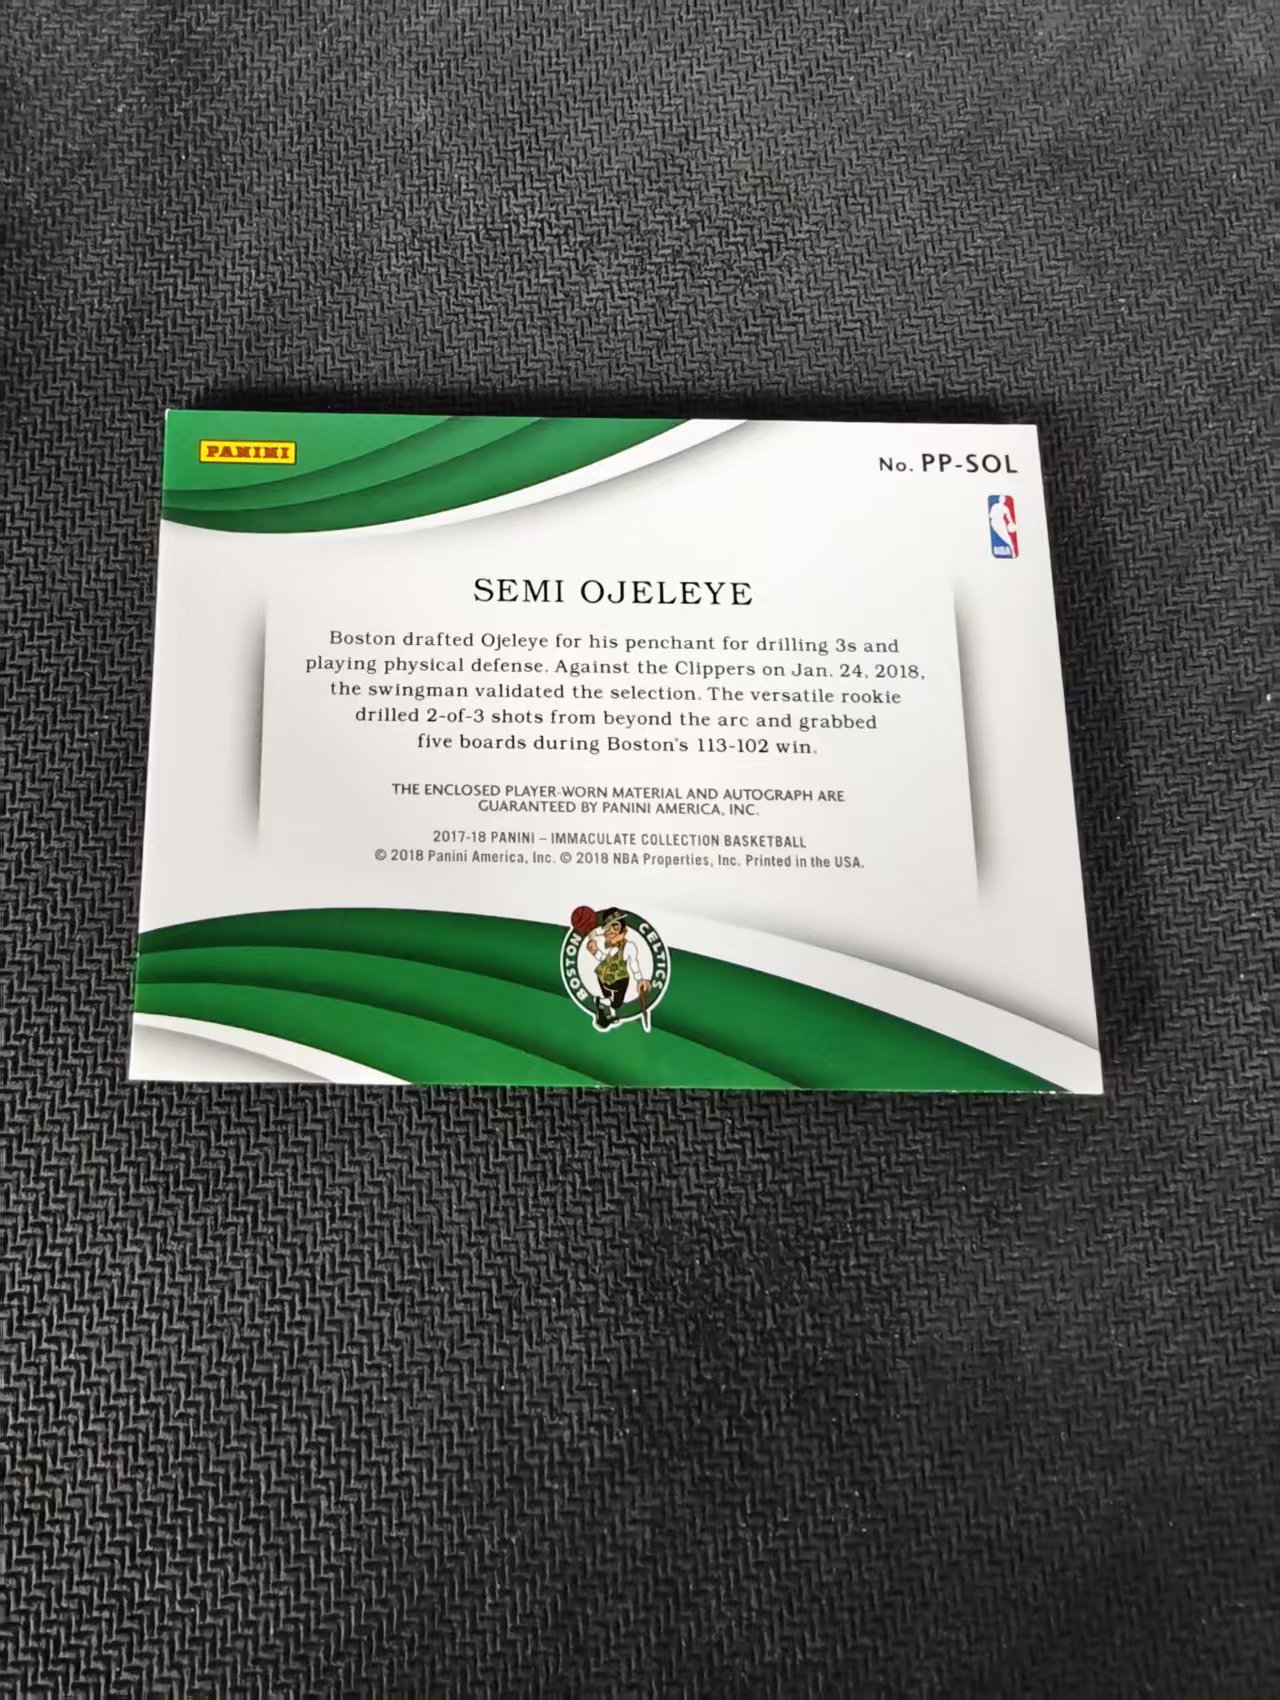 PANINI
No. PP-SOL
NBA
SEMI OJELEYE
Boston drafted Ojeleye for his penchant for drilling 3s and
playing physical defense. Against the Clippers on Jan. 24, 2018,
the swingman validated the selection. The versatile rookie
drilled 2-of-3 shots from beyond the arc and grabbed
five boards during Boston's 113-102 win.
THE ENCLOSED PLAYER-WORN MATERIAL AND AUTOGRAPH ARE
GUARANTEED BY PANINI AMERICA, INC.
2017-18 PANINI – IMMACULATE COLLECTION BASKETBALL
© 2018 Panini America, Inc. © 2018 NBA Properties, Inc. Printed in the USA.
BOSTON CELTICS